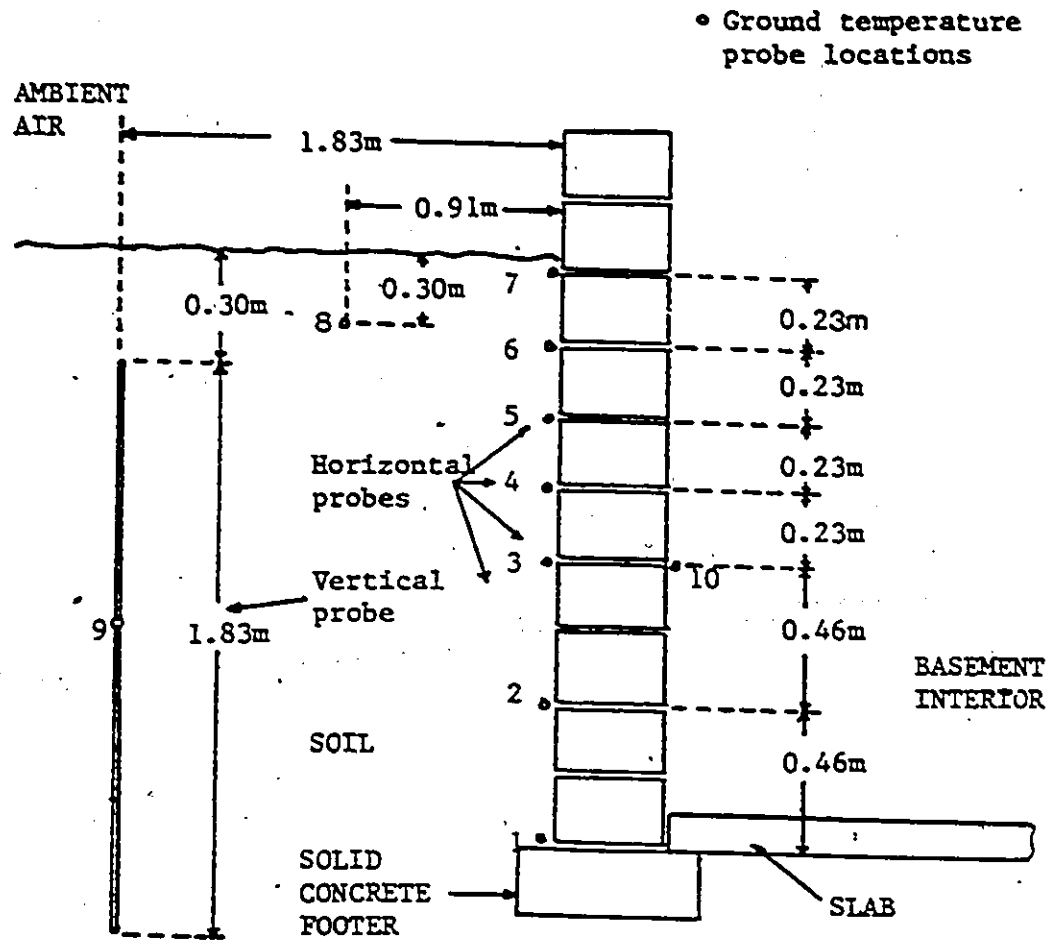 • Ground temperature
probe locations
AMBIENT
AIR
1.83m
0.91m
0.30m
0.30m
7
8
0.23m
6
0.23m
5
Horizontal
probes
4
0.23m
0.23m
3
10
Vertical
probe
9
1.83m
0.46m
BASEMENT
INTERIOR
2
SOIL
0.46m
1
SOLID
CONCRETE
FOOTER
SLAB